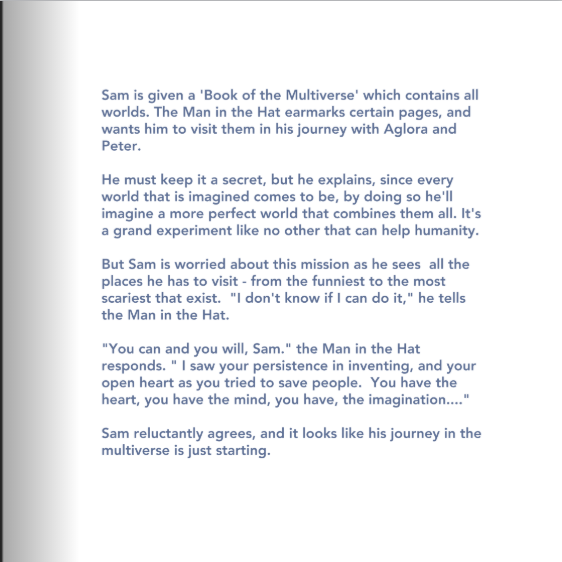 Sam is given a 'Book of the Multiverse' which contains all
worlds. The Man in the Hat earmarks certain pages, and
wants him to visit them in his journey with Aglora and
Peter.
He must keep it a secret, but he explains, since every
world that is imagined comes to be, by doing so he'll
imagine a more perfect world that combines them all. It's
a grand experiment like no other that can help humanity.
But Sam is worried about this mission as he sees  all the
places he has to visit - from the funniest to the most
scariest that exist.  "I don't know if I can do it," he tells
the Man in the Hat.
"You can and you will, Sam." the Man in the Hat
responds. " I saw your persistence in inventing, and your
open heart as you tried to save people.  You have the
heart, you have the mind, you have, the imagination...."
Sam reluctantly agrees, and it looks like his journey in the
multiverse is just starting.